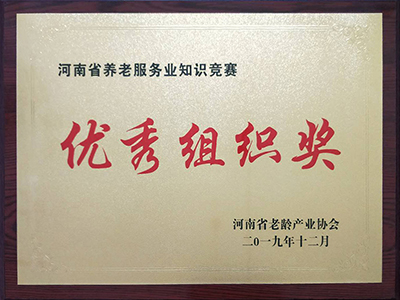 河南省养老服务业知识竞赛
优秀组织奖
河南省老龄产业协会
二0一九年十二月